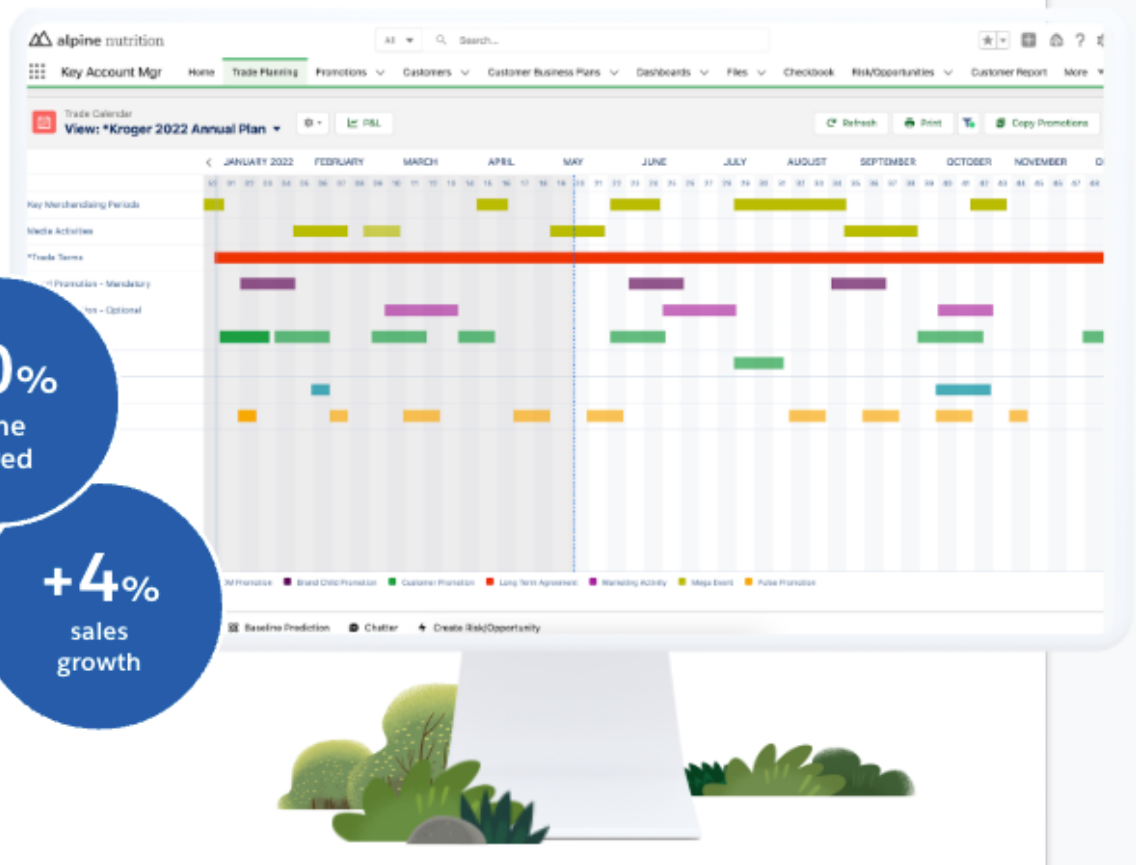 alpine nutrition
All
Search...
Key Account Mgr
Home
Trade Planning
Promotions
Customers
Customer Business Plans
Dashboards
Files
Checkbook
Risk/Opportunities
Customer Report
More
Trade Calendar
View: *Kroger 2022 Annual Plan
P&L
Refresh
Print
Copy Promotions
JANUARY 2022 FEBRUARY MARCH APRIL MAY JUNE JULY AUGUST SEPTEMBER OCTOBER NOVEMBER
Key Merchandising Periods
Media Activities
*Trade Terms
Promotion - Mandatory
- Optional
%
+4%
sales
growth
Promotion
Brand Child Promotion
Customer Promotion
Long Term Agreement
Marketing Activity
Mega Event
Pulse Promotion
Baseline Prediction
Chatter
Create Risk/Opportunity